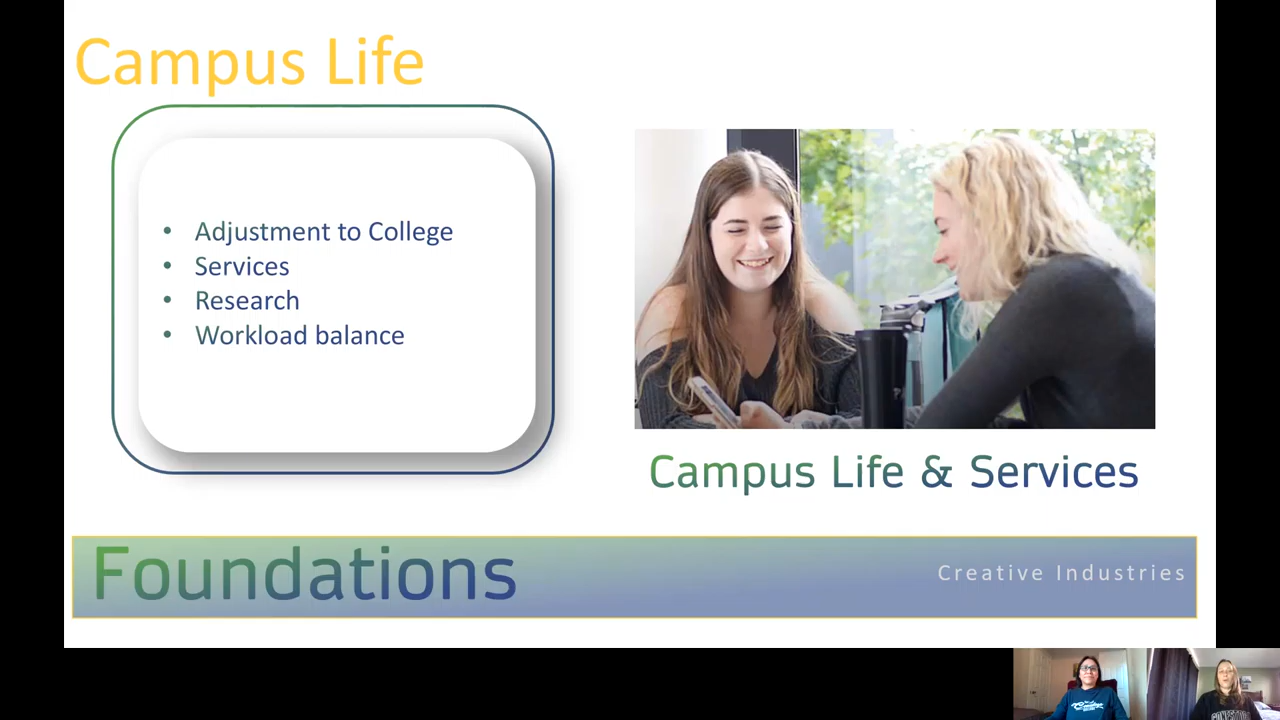 Campus Life
• Adjustment to College
• Services
• Research
• Workload balance
Campus Life & Services
Foundations
Creative Industries